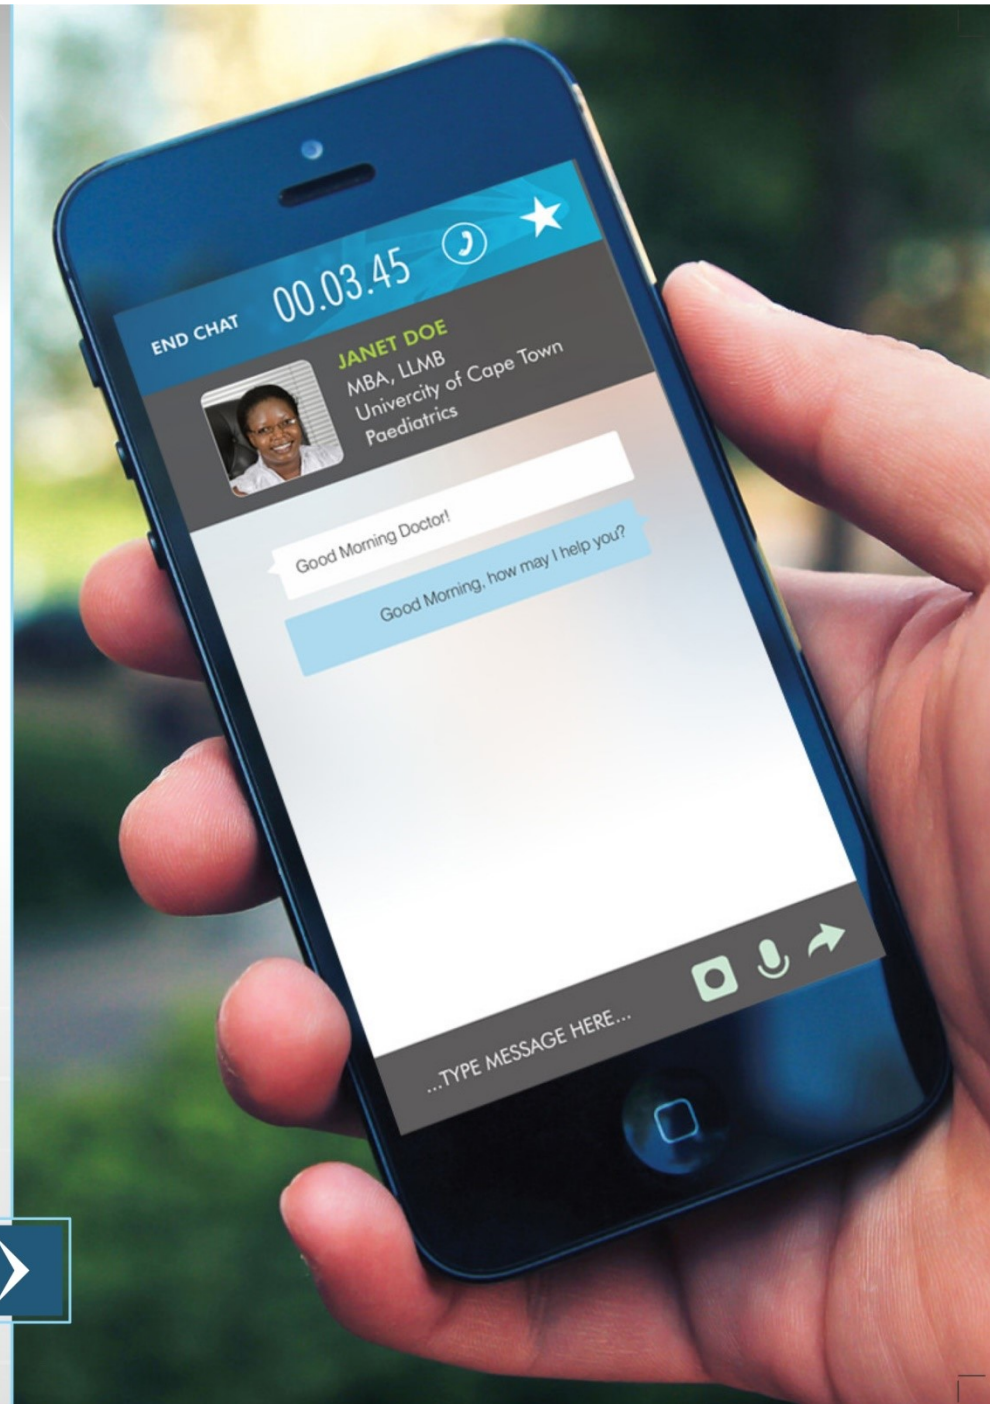 END CHAT 00.03.45
JANET DOE
MBA, LLMB
Univercity of Cape Town
Paediatrics
Good Morning Doctor!
Good Morning, how may I help you?
...TYPE MESSAGE HERE...